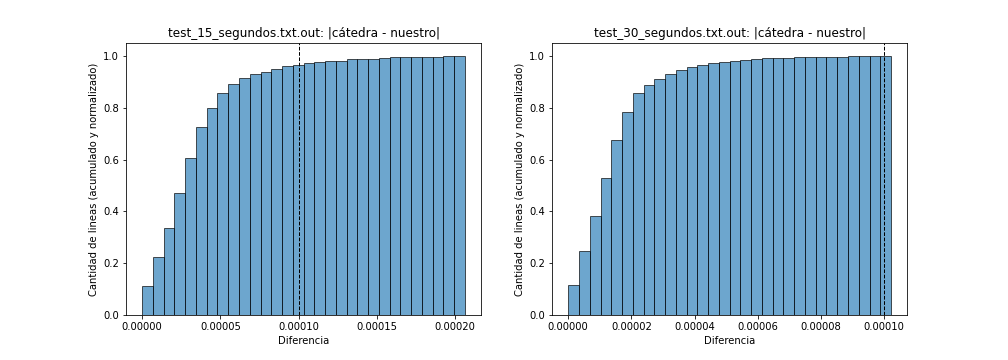 test_15_segundos.txt.out: |cátedra - nuestro|
Cantidad de lineas (acumulado y normalizado)
1.0
0.8
0.6
0.4
0.2
0.0
0.00000 0.00005 0.00010 0.00015 0.00020
Diferencia
test_30_segundos.txt.out: |cátedra - nuestro|
Cantidad de lineas (acumulado y normalizado)
1.0
0.8
0.6
0.4
0.2
0.0
0.00000 0.00002 0.00004 0.00006 0.00008 0.00010
Diferencia